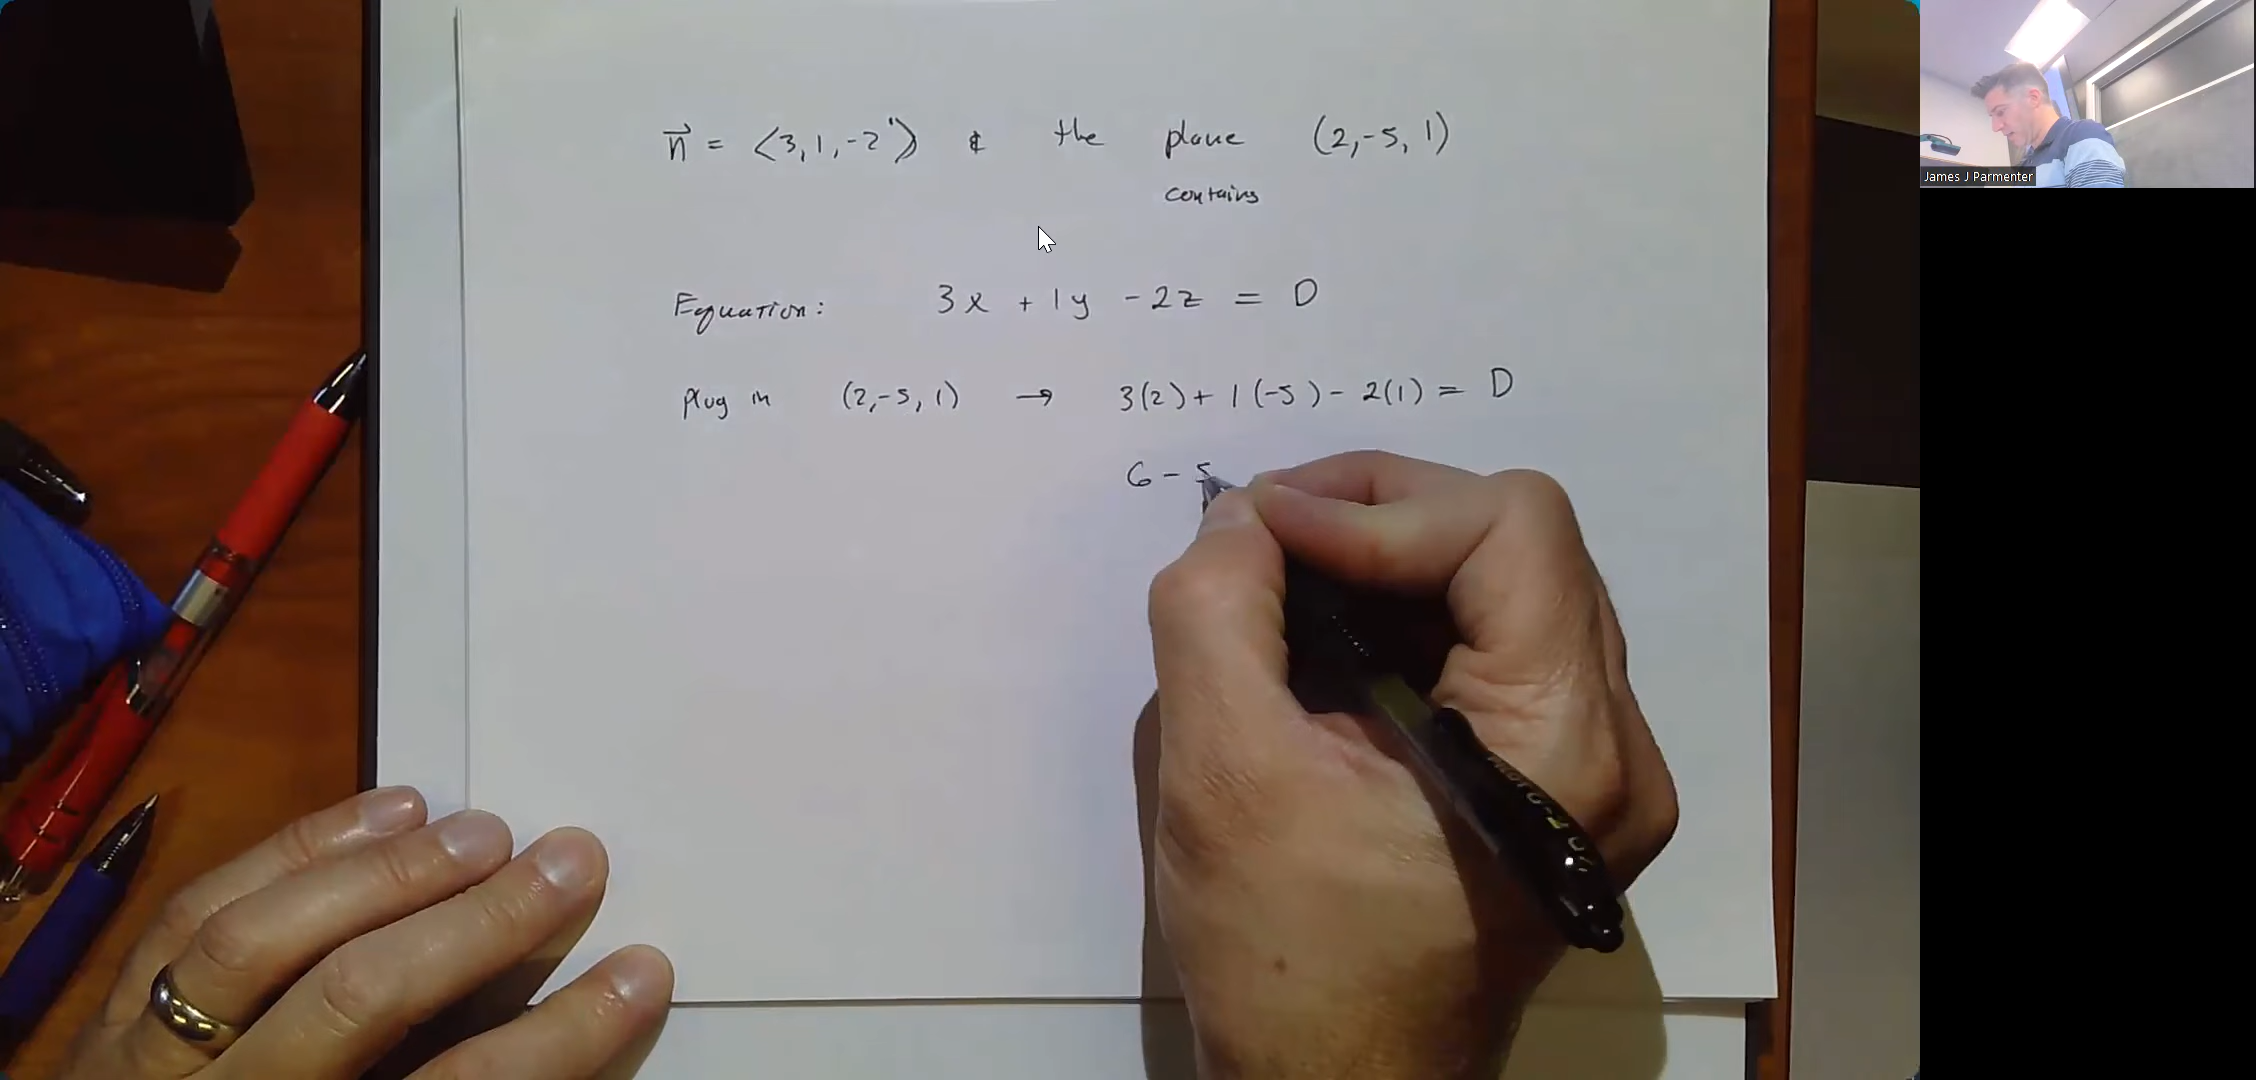 n⃗ = ⟨3, 1, -2⟩ & the plane (2, -5, 1)
contains
Equation: 3x + 1y - 2z = D
plug in (2, -5, 1) → 3(2) + 1(-5) - 2(1) = D
6 - 5
James J Parmenter